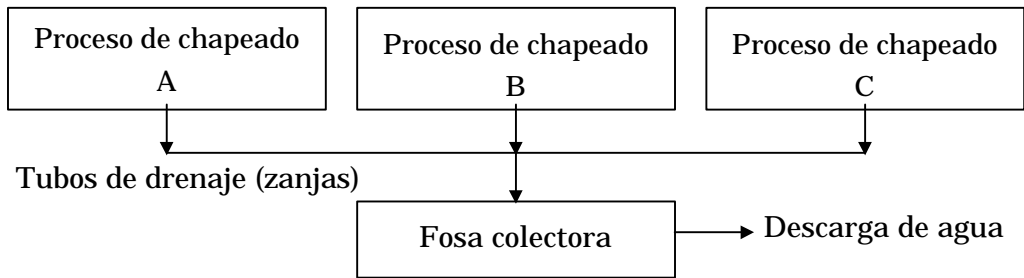 Proceso de chapeado
A
Proceso de chapeado
B
Proceso de chapeado
C
Tubos de drenaje (zanjas)
Fosa colectora
Descarga de agua